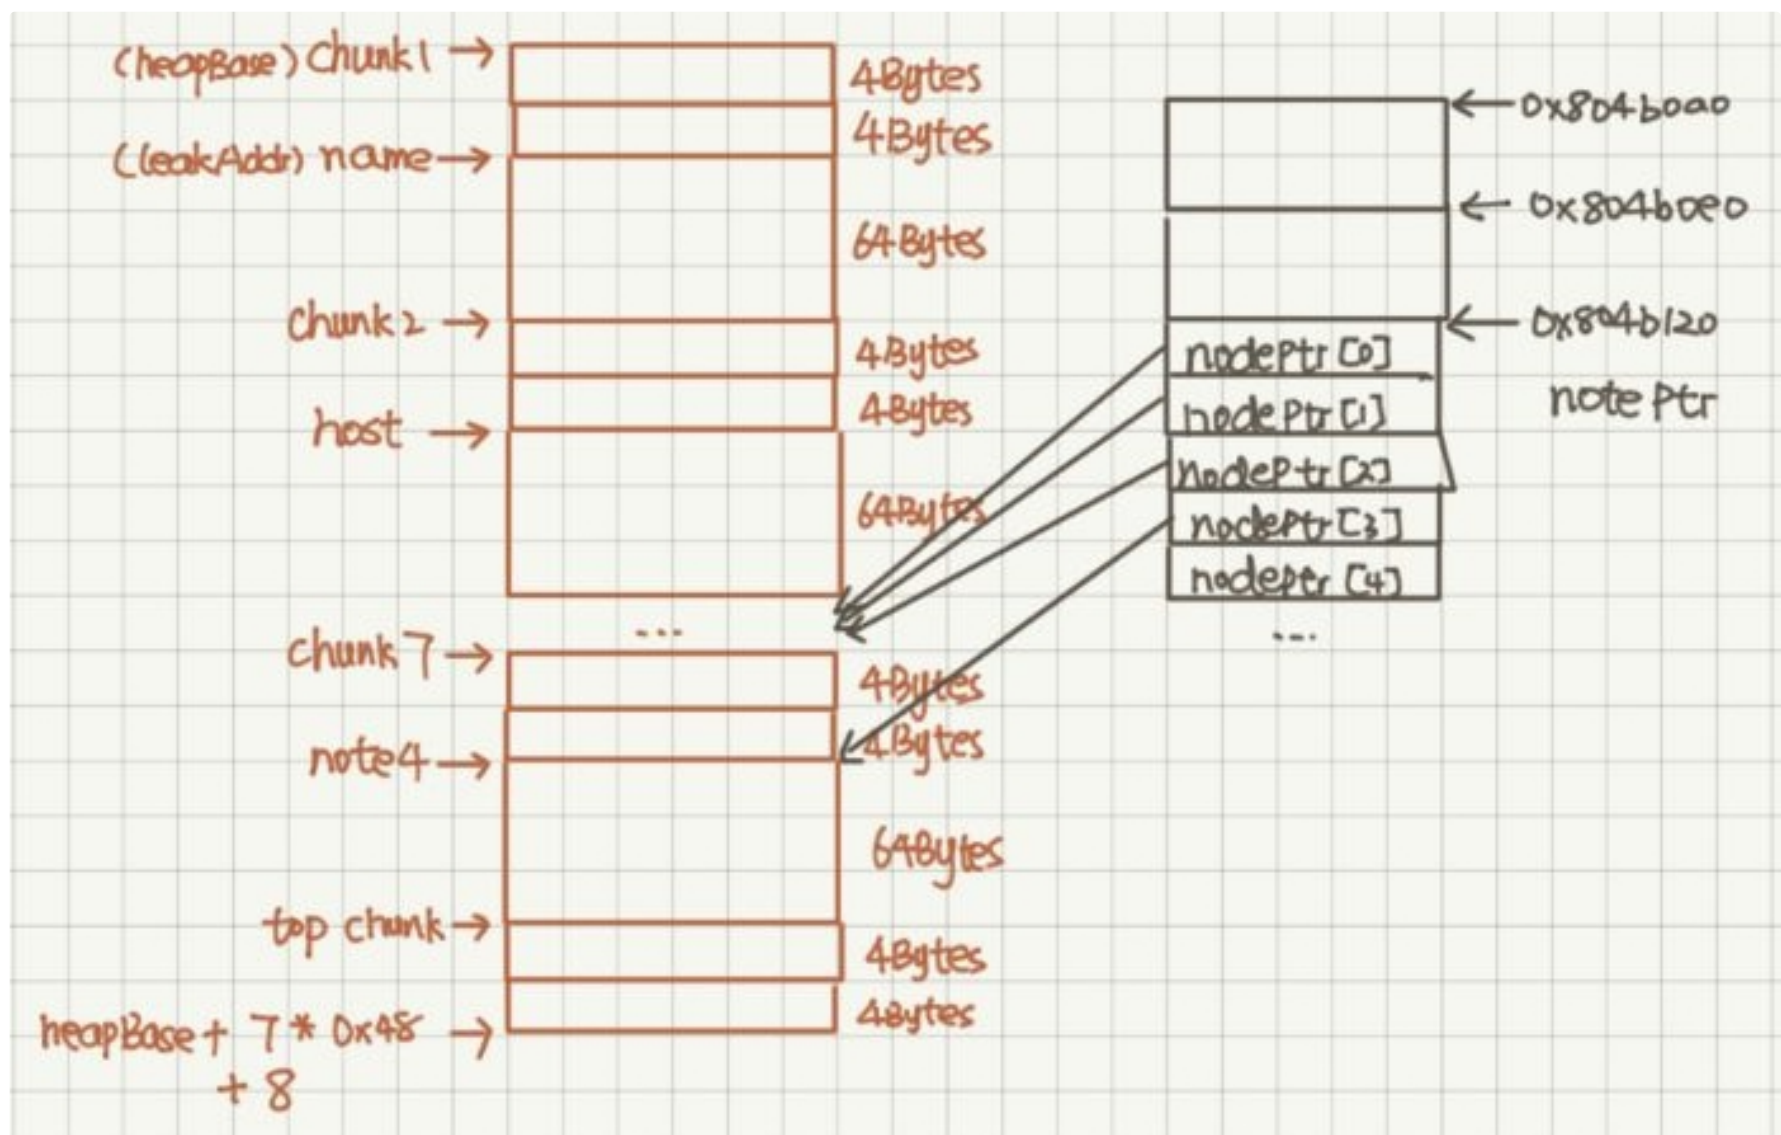 (heapBase) chunk1 →
4Bytes
4Bytes
(leakAddr) name →
64Bytes
chunk2 →
4Bytes
host →
4Bytes
64Bytes
...
chunk7 →
4Bytes
note4 →
4Bytes
64Bytes
top chunk →
4Bytes
heapBase + 7 * 0x48 →
+ 8
4Bytes
← 0x804b0a0
← 0x804b0e0
← 0x804b120
nodeptr[0]
nodeptr[1]
note ptr
nodeptr[2]
nodeptr[3]
nodeptr[4]
...